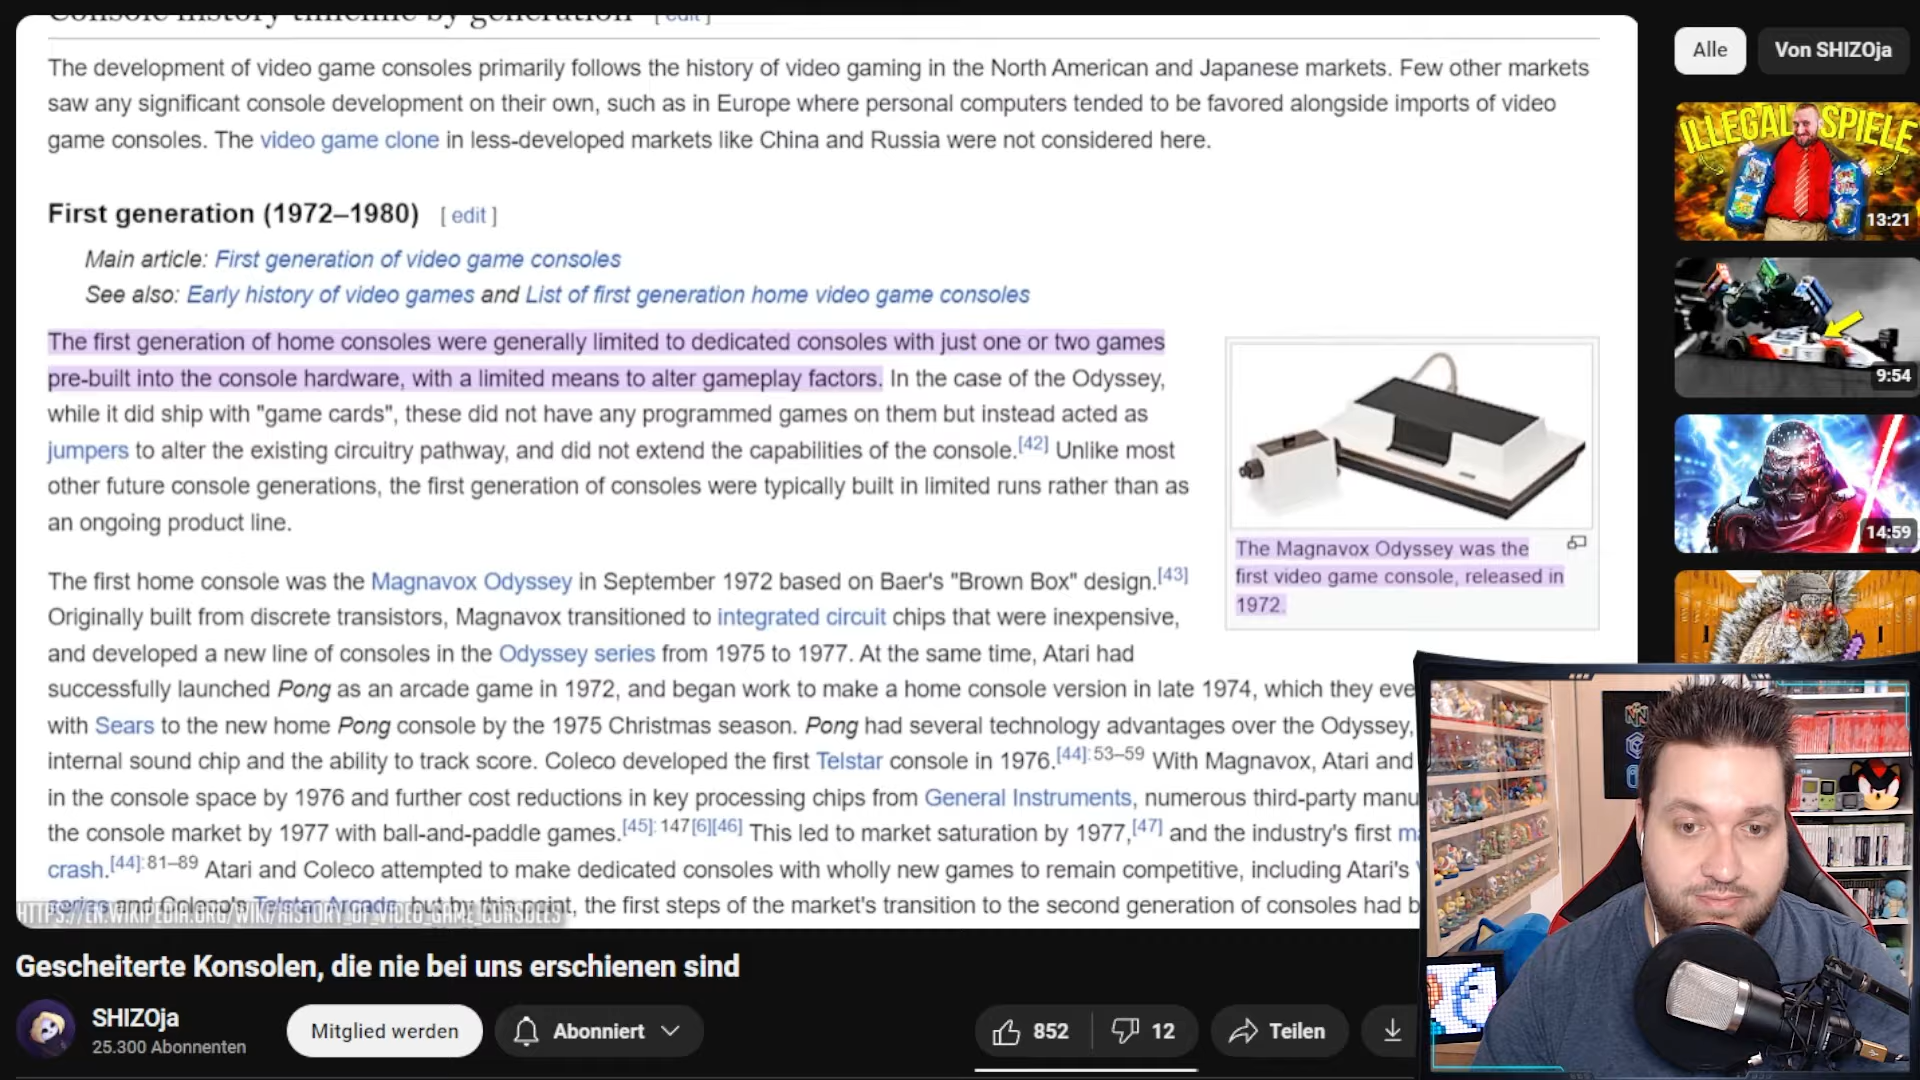 Console history timeline by generation [ edit ]
The development of video game consoles primarily follows the history of video gaming in the North American and Japanese markets. Few other markets
saw any significant console development on their own, such as in Europe where personal computers tended to be favored alongside imports of video
game consoles. The video game clone in less-developed markets like China and Russia were not considered here.
First generation (1972–1980) [ edit ]
Main article: First generation of video game consoles
See also: Early history of video games and List of first generation home video game consoles
The first generation of home consoles were generally limited to dedicated consoles with just one or two games
pre-built into the console hardware, with a limited means to alter gameplay factors. In the case of the Odyssey,
while it did ship with "game cards", these did not have any programmed games on them but instead acted as
jumpers to alter the existing circuitry pathway, and did not extend the capabilities of the console.[42] Unlike most
other future console generations, the first generation of consoles were typically built in limited runs rather than as
an ongoing product line.
The Magnavox Odyssey was the
first video game console, released in
1972.
The first home console was the Magnavox Odyssey in September 1972 based on Baer's "Brown Box" design.[43]
Originally built from discrete transistors, Magnavox transitioned to integrated circuit chips that were inexpensive,
and developed a new line of consoles in the Odyssey series from 1975 to 1977. At the same time, Atari had
successfully launched Pong as an arcade game in 1972, and began work to make a home console version in late 1974, which they eve
with Sears to the new home Pong console by the 1975 Christmas season. Pong had several technology advantages over the Odyssey,
internal sound chip and the ability to track score. Coleco developed the first Telstar console in 1976.[44]: 53–59 With Magnavox, Atari and
in the console space by 1976 and further cost reductions in key processing chips from General Instruments, numerous third-party manu
the console market by 1977 with ball-and-paddle games.[45]: 147[6][46] This led to market saturation by 1977,[47] and the industry's first m
crash.[44]: 81–89 Atari and Coleco attempted to make dedicated consoles with wholly new games to remain competitive, including Atari's
series and Coleco's Telstar Arcade, but by this point, the first steps of the market's transition to the second generation of consoles had b
HTTPS://EN.WIKIPEDIA.ORG/WIKI/HISTORY_OF_VIDEO_GAME_CONSOLES
Gescheiterte Konsolen, die nie bei uns erschienen sind
SHIZOja
25.300 Abonnenten
Mitglied werden
Abonniert
852
12
Teilen
Alle
Von SHIZOja
ILLEGAL SPIELE
13:21
9:54
14:59